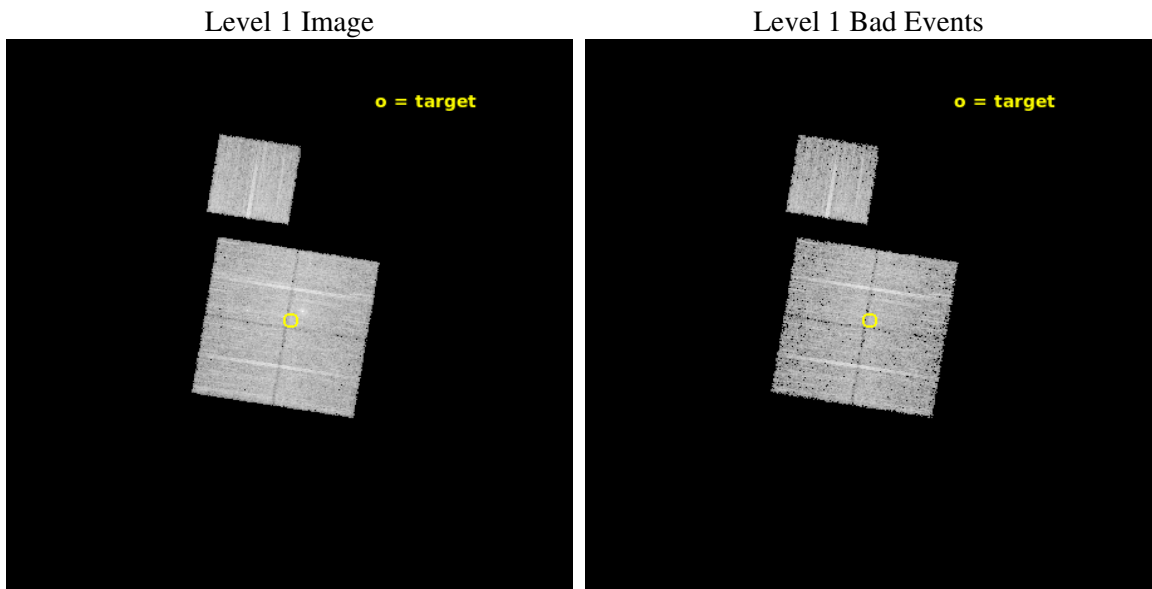 Level 1 Image
Level 1 Bad Events
o = target
o = target